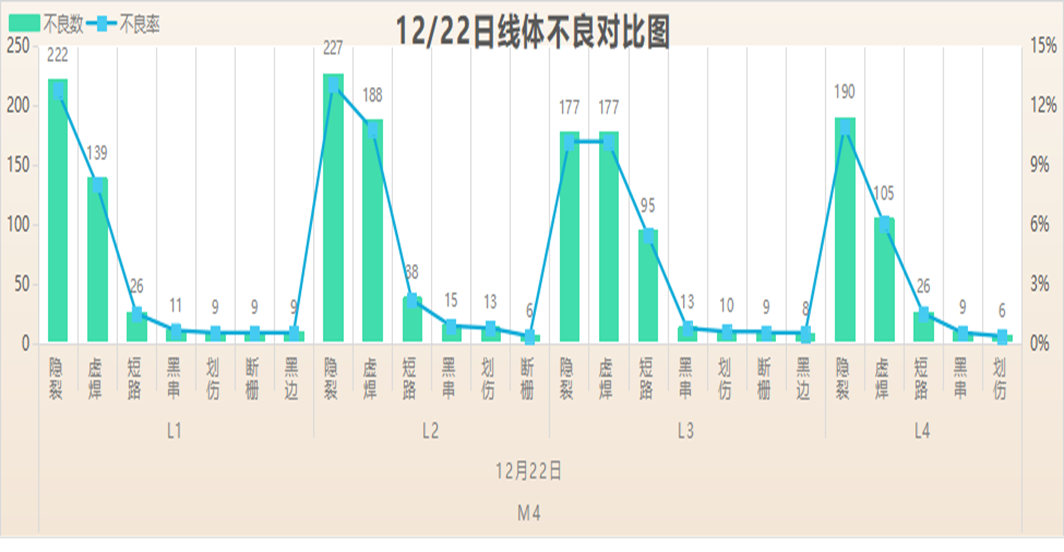 12/22日线体不良对比图
不良数 不良率
250 15%
200 12%
150 9%
100 6%
50 3%
0 0%
222 139 26 11 9 9 9 227 188 38 15 13 6 177 177 95 13 10 9 8 190 105 26 9 6
隐裂 虚焊 短路 黑串 划伤 断栅 黑边 隐裂 虚焊 短路 黑串 划伤 断栅 隐裂 虚焊 短路 黑串 划伤 断栅 黑边 隐裂 虚焊 短路 黑串 划伤
L1 L2 L3 L4
12月22日
M4